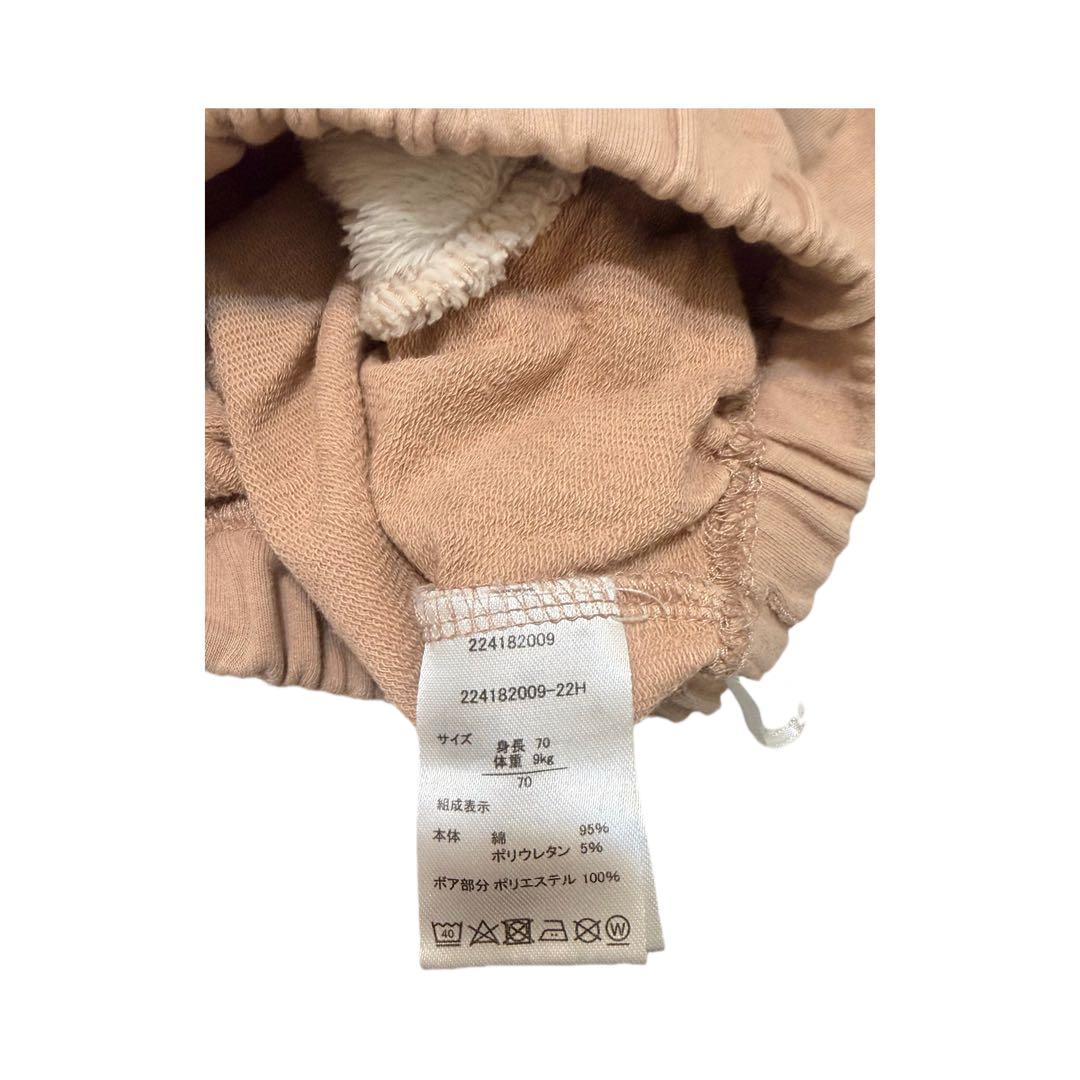 224182009
224182009-22H
サイズ 身長 70
体重 9kg
70
組成表示
本体 綿 95%
ポリウレタン 5%
ボア部分 ポリエステル 100%
40 W